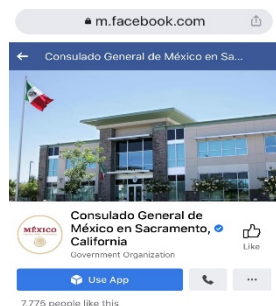 m.facebook.com
Consulado General de México en Sa...
MÉXICO
Consulado General de
México en Sacramento,
California
Government Organization
Like
Use App
7,775 people like this